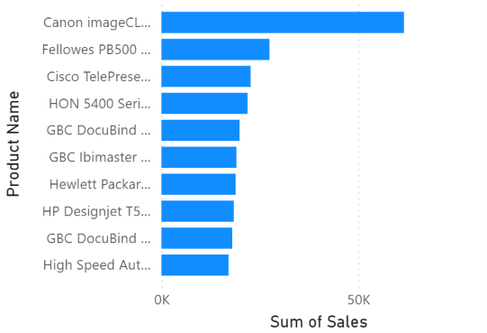 Product Name
Canon imageCL...
Fellowes PB500 ...
Cisco TelePrese...
HON 5400 Seri...
GBC DocuBind ...
GBC Ibimaster ...
Hewlett Packar...
HP Designjet T5...
GBC DocuBind ...
High Speed Aut...
0K 50K
Sum of Sales